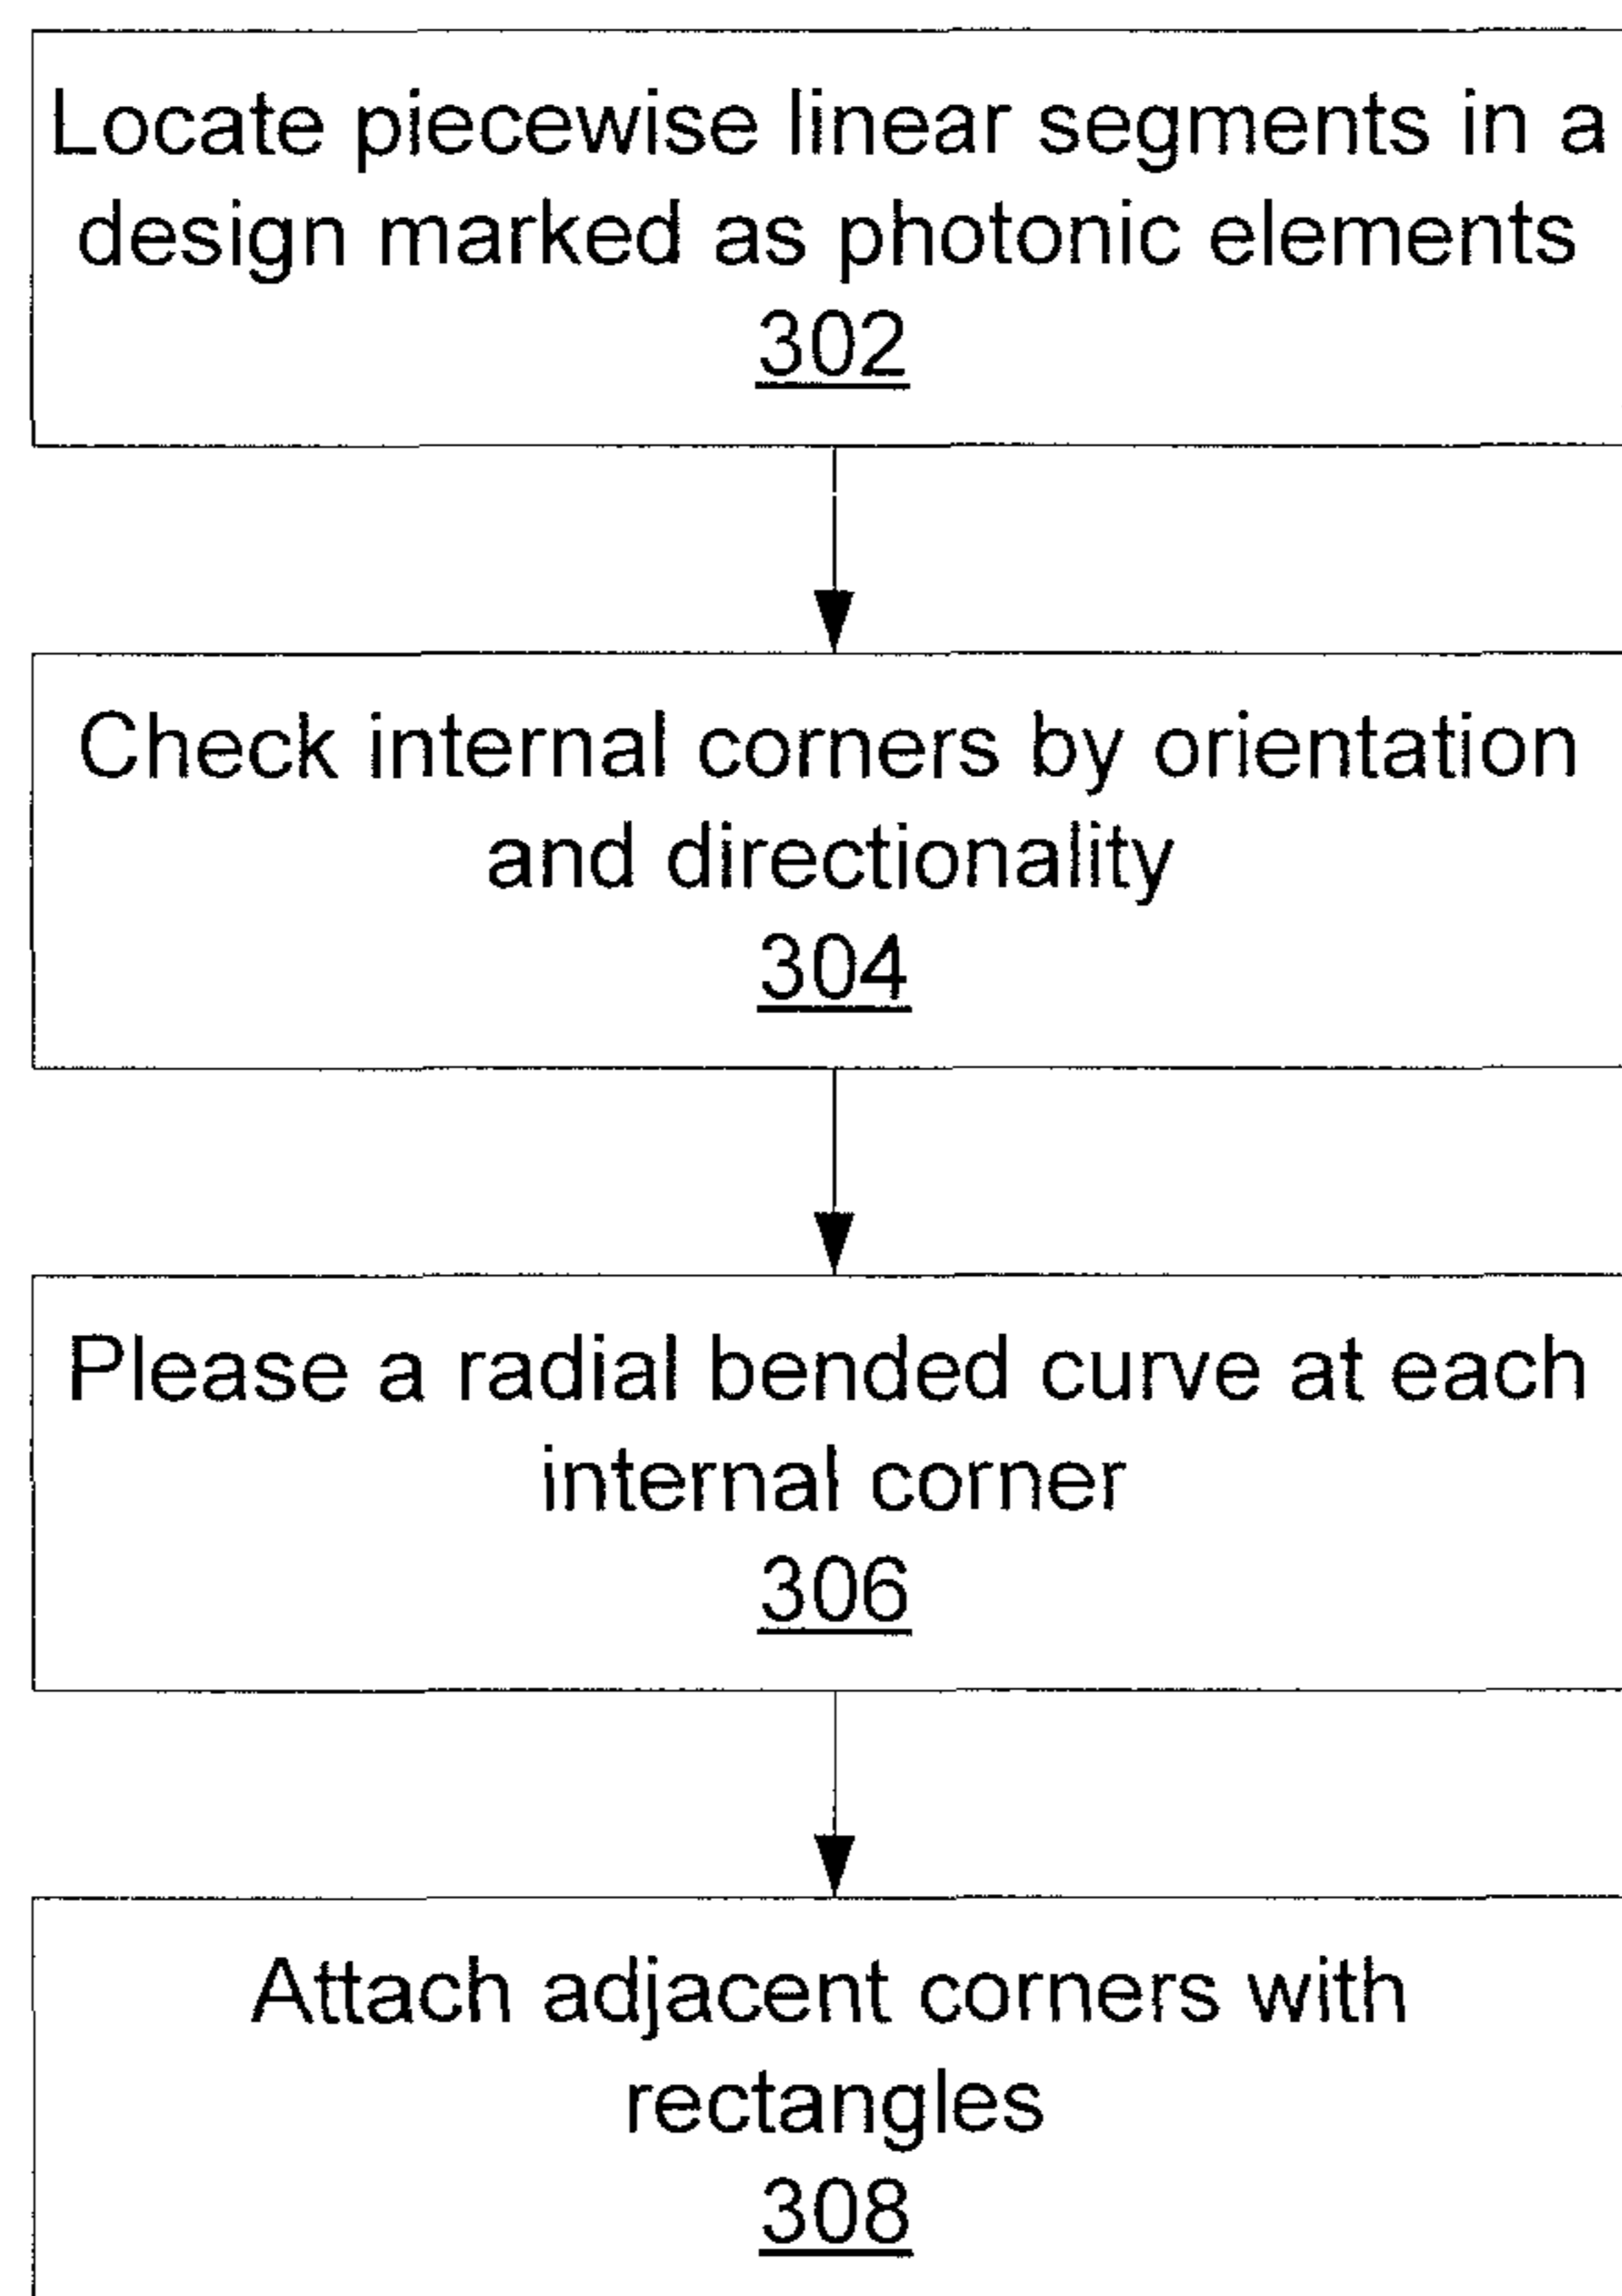 Locate piecewise linear segments in a
design marked as photonic elements
302
Check internal corners by orientation
and directionality
304
Please a radial bended curve at each
internal corner
306
Attach adjacent corners with
rectangles
308